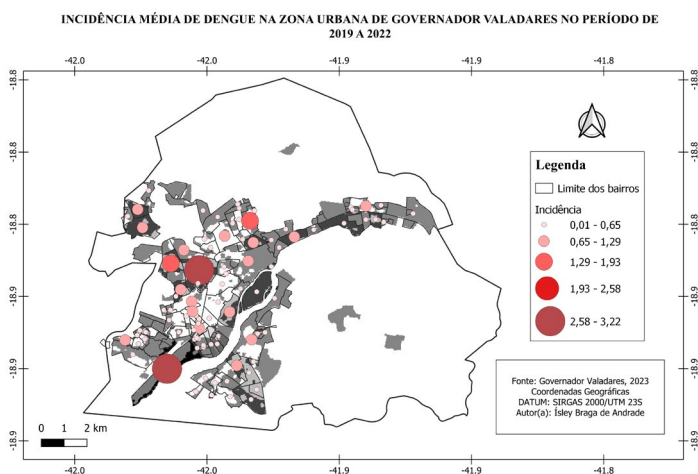 INCIDÊNCIA MÉDIA DE DENGUE NA ZONA URBANA DE GOVERNADOR VALADARES NO PERÍODO DE
2019 A 2022
-42.0 -42.0 -41.9 -41.9 -41.8
-18.8 -18.8
-18.8 -18.8
-18.8 -18.8
-18.9 -18.9
-18.9 -18.9
-18.9 -18.9
Legenda
Limite dos bairros
Incidência
0,01 - 0,65
0,65 - 1,29
1,29 - 1,93
1,93 - 2,58
2,58 - 3,22
Fonte: Governador Valadares, 2023
Coordenadas Geográficas
DATUM: SIRGAS 2000/UTM 23S
Autor(a): Ísley Braga de Andrade
0 1 2 km
-42.0 -42.0 -41.9 -41.9 -41.8